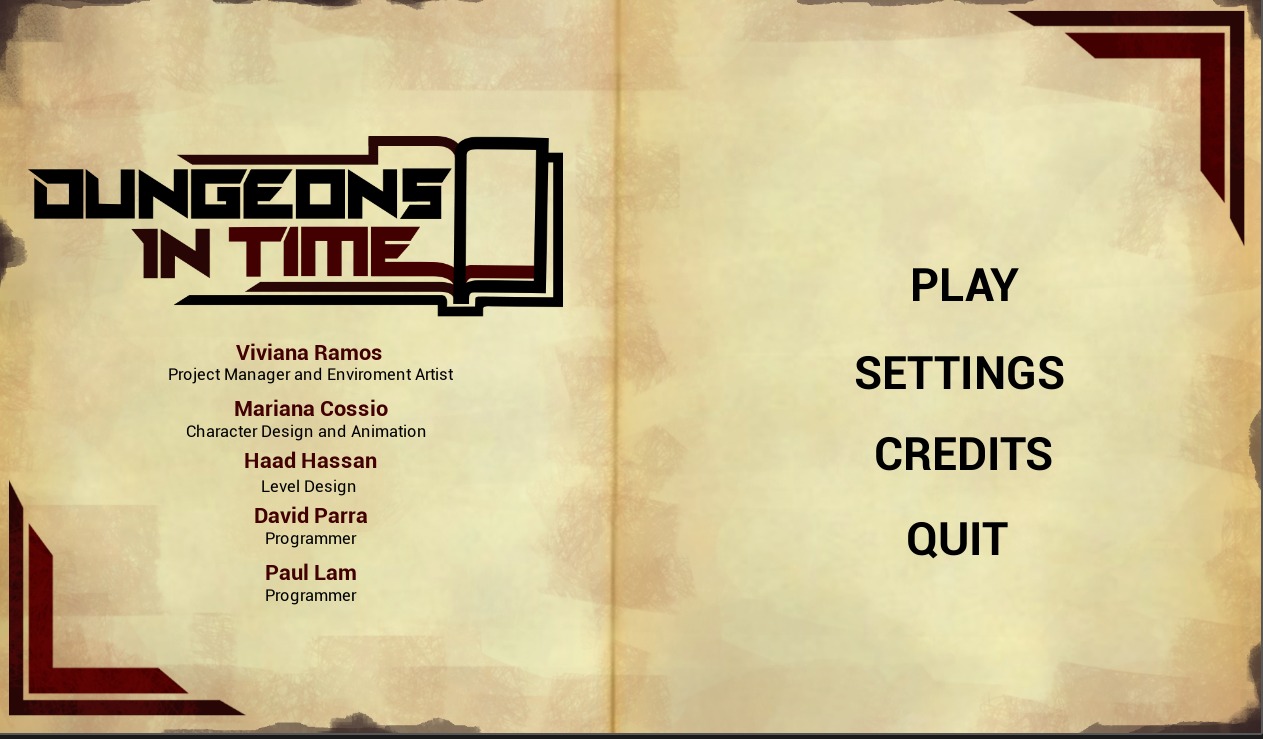 DUNGEONS
IN TIME
Viviana Ramos
Project Manager and Enviroment Artist
Mariana Cossio
Character Design and Animation
Haad Hassan
Level Design
David Parra
Programmer
Paul Lam
Programmer
PLAY
SETTINGS
CREDITS
QUIT